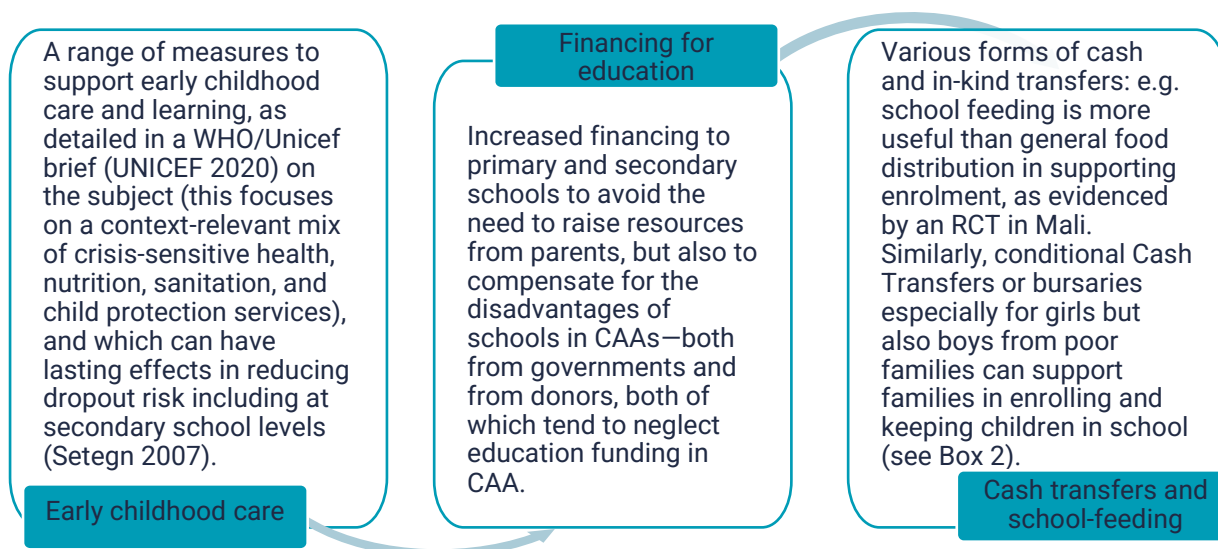 A range of measures to
support early childhood
care and learning, as
detailed in a WHO/Unicef
brief (UNICEF 2020) on
the subject (this focuses
on a context-relevant mix
of crisis-sensitive health,
nutrition, sanitation, and
child protection services),
and which can have
lasting effects in reducing
dropout risk including at
secondary school levels
(Setegn 2007).
Early childhood care
Financing for
education
Increased financing to
primary and secondary
schools to avoid the
need to raise resources
from parents, but also to
compensate for the
disadvantages of
schools in CAAs—both
from governments and
from donors, both of
which tend to neglect
education funding in
CAA.
Various forms of cash
and in-kind transfers: e.g.
school feeding is more
useful than general food
distribution in supporting
enrolment, as evidenced
by an RCT in Mali.
Similarly, conditional Cash
Transfers or bursaries
especially for girls but
also boys from poor
families can support
families in enrolling and
keeping children in school
(see Box 2).
Cash transfers and
school-feeding